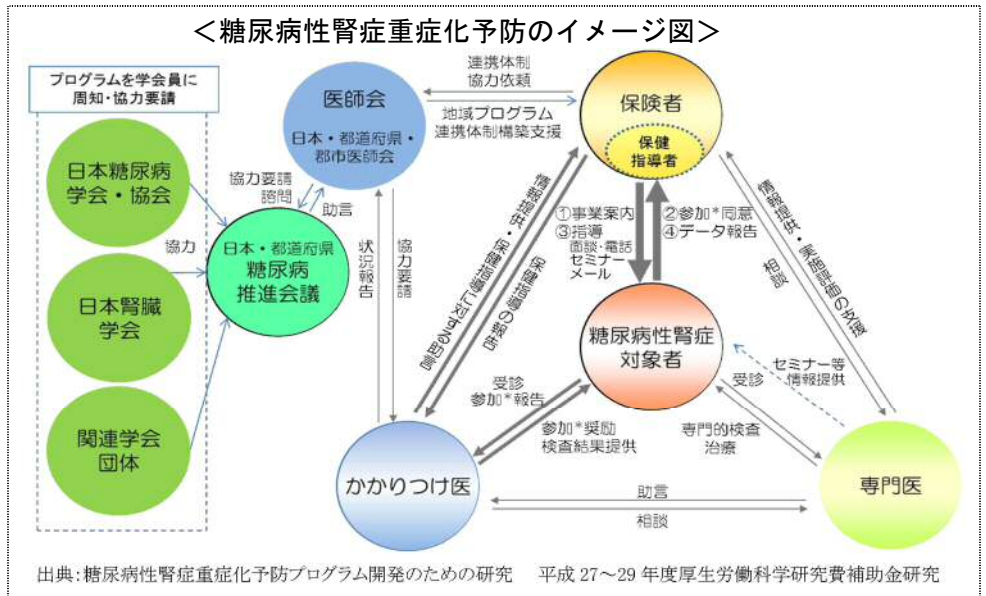 ＜糖尿病性腎症重症化予防のイメージ図＞
プログラムを学会員に
周知・協力要請
日本糖尿病
学会・協会
日本腎臓
学会
関連学会
団体
協力
日本・都道府県
糖尿病
推進会議
協力要請
諮問
助言
医師会
日本・都道府県・
郡市医師会
連携体制
協力依頼
地域プログラム
連携体制構築支援
保険者
保健
指導者
①事業案内
③指導
面談・電話
セミナー
メール
②参加*同意
④データ報告
状況報告
協力要請
情報提供・保健指導に対する助言
保健指導の報告
情報提供・実施評価の支援
相談
糖尿病性腎症
対象者
セミナー等
情報提供
受診
参加*報告
参加*奨励
検査結果提供
受診
専門的検査
治療
かかりつけ医
助言
相談
専門医
出典:糖尿病性腎症重症化予防プログラム開発のための研究　平成 27～29 年度厚生労働科学研究費補助金研究